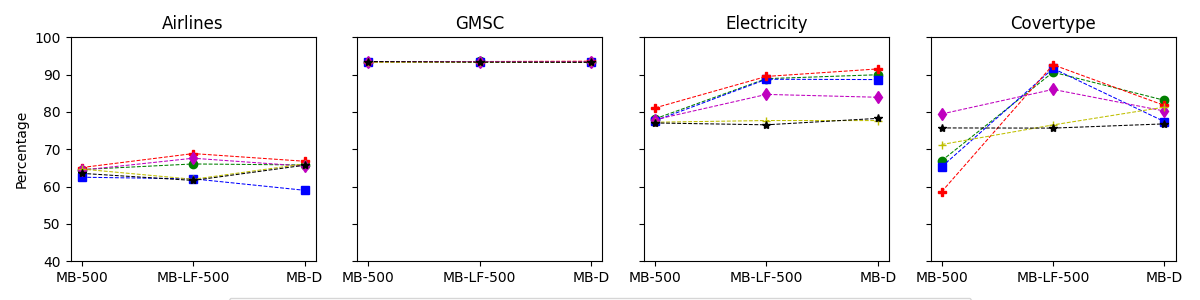 Airlines GMSC Electricity Covertype
100
90
80
70
60
50
40
Percentage
MB-500 MB-LF-500 MB-D MB-500 MB-LF-500 MB-D MB-500 MB-LF-500 MB-D MB-500 MB-LF-500 MB-D